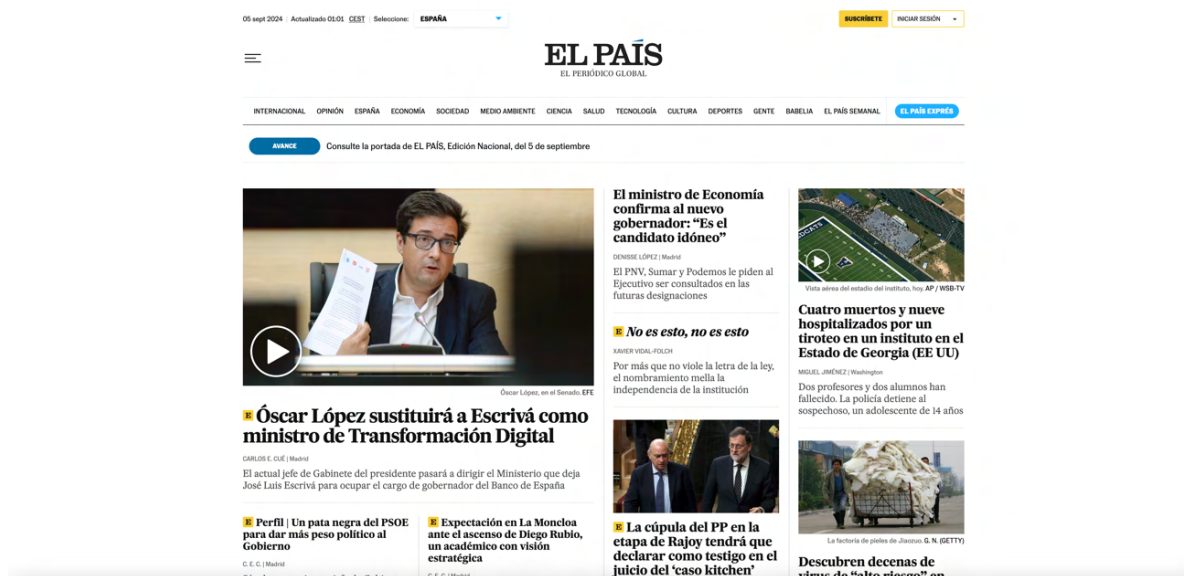 05 sept 2024 | Actualizado 01:01 CEST | Seleccione: ESPAÑA
SUSCRÍBETE INICIAR SESIÓN
EL PAÍS
EL PERIÓDICO GLOBAL
INTERNACIONAL OPINIÓN ESPAÑA ECONOMÍA SOCIEDAD MEDIO AMBIENTE CIENCIA SALUD TECNOLOGÍA CULTURA DEPORTES GENTE BABELIA EL PAÍS SEMANAL EL PAÍS EXPRÉS
AVANCE Consulte la portada de EL PAÍS, Edición Nacional, del 5 de septiembre
Óscar López, en el Senado. EFE
E Óscar López sustituirá a Escrivá como
ministro de Transformación Digital
CARLOS E. CUÉ | Madrid
El actual jefe de Gabinete del presidente pasará a dirigir el Ministerio que deja
José Luis Escrivá para ocupar el cargo de gobernador del Banco de España
E Perfil | Un pata negra del PSOE
para dar más peso político al
Gobierno
C. E. C. | Madrid
E Expectación en La Moncloa
ante el ascenso de Diego Rubio,
un académico con visión
estratégica
C. E. C. | Madrid
El ministro de Economía
confirma al nuevo
gobernador: “Es el
candidato idóneo”
DENISSE LÓPEZ | Madrid
El PNV, Sumar y Podemos le piden al
Ejecutivo ser consultados en las
futuras designaciones
E No es esto, no es esto
XAVIER VIDAL-FOLCH
Por más que no viole la letra de la ley,
el nombramiento mella la
independencia de la institución
E La cúpula del PP en la
etapa de Rajoy tendrá que
declarar como testigo en el
juicio del ‘caso kitchen’
DCATS
Vista aérea del estadio del instituto, hoy. AP / WSB-TV
Cuatro muertos y nueve
hospitalizados por un
tiroteo en un instituto en el
Estado de Georgia (EE UU)
MIGUEL JIMÉNEZ | Washington
Dos profesores y dos alumnos han
fallecido. La policía detiene al
sospechoso, un adolescente de 14 años
La factoría de pieles de Jiaozuo. G. N. (GETTY)
Descubren decenas de
virus de “alto riesgo” en